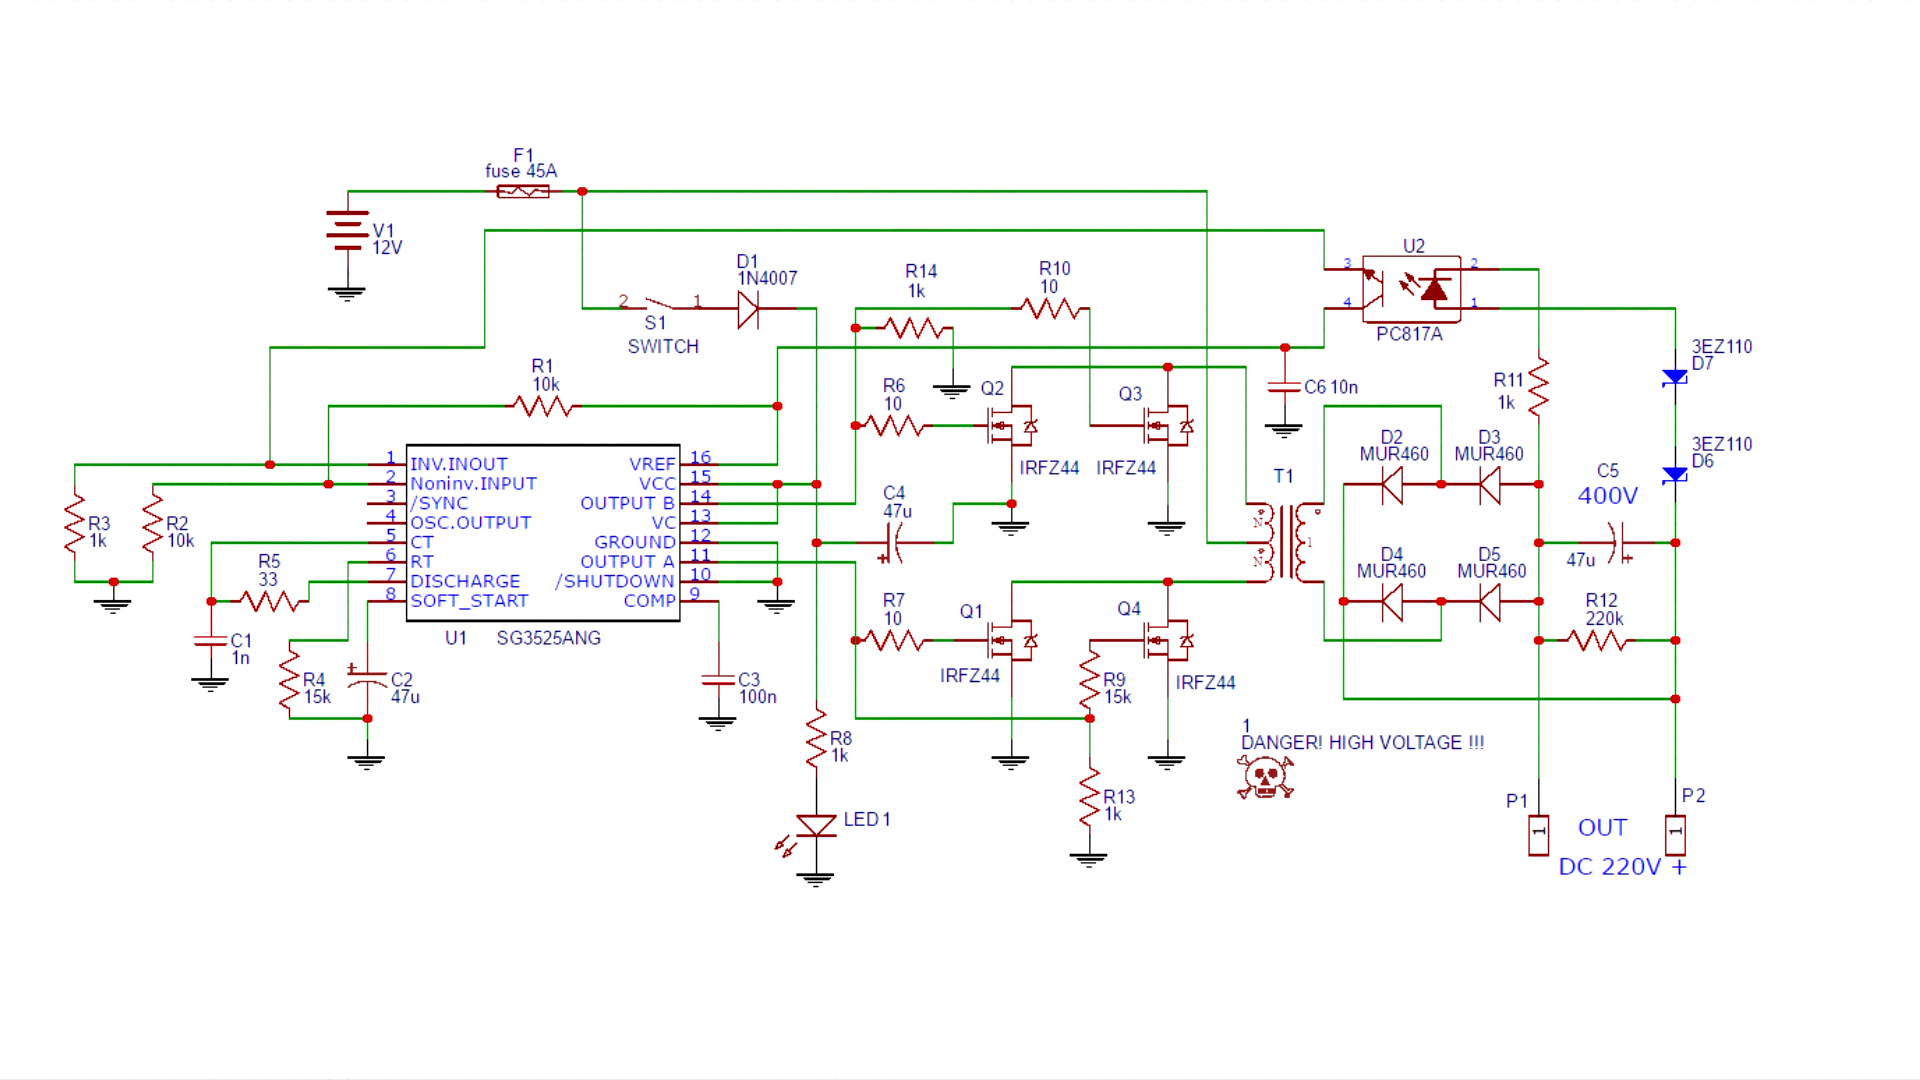 F1
fuse 45A
V1
12V
D1
1N4007
2
1
S1
SWITCH
R14
1k
R10
10
U2
3
4
2
1
PC817A
3EZ110
D7
R1
10k
R6
10
Q2
Q3
IRFZ44
IRFZ44
C6 10n
R11
1k
3EZ110
D6
D2
MUR460
D3
MUR460
C5
400V
47u
T1
N
N
1
1 INV.INOUT
2 Noninv.INPUT
3 /SYNC
4 OSC.OUTPUT
5 CT
6 RT
7 DISCHARGE
8 SOFT_START
VREF 16
VCC 15
OUTPUT B 14
VC 13
GROUND 12
OUTPUT A 11
/SHUTDOWN 10
COMP 9
U1 SG3525ANG
R3
1k
R2
10k
R5
33
C1
1n
R4
15k
C2
47u
C3
100n
C4
47u
R7
10
Q1
Q4
IRFZ44
IRFZ44
R9
15k
D4
MUR460
D5
MUR460
R12
220k
R8
1k
LED1
R13
1k
1
DANGER! HIGH VOLTAGE !!!
P1
P2
1
1
OUT
DC 220V +